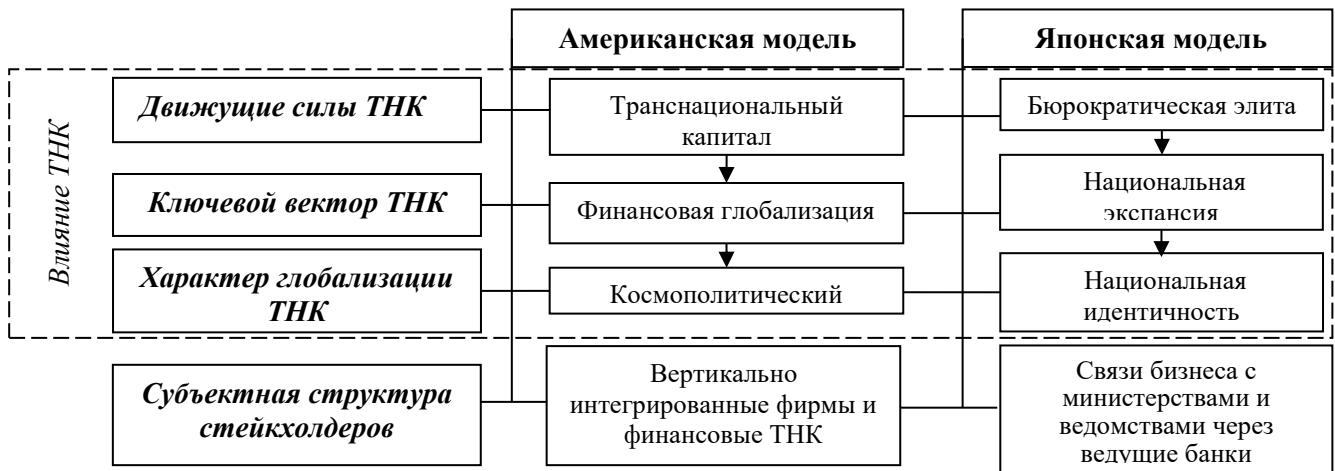 Американская модель
Японская модель
Влияние ТНК
Движущие силы ТНК
Транснациональный
капитал
Бюрократическая элита
Ключевой вектор ТНК
Финансовая глобализация
Национальная
экспансия
Характер глобализации
ТНК
Космополитический
Национальная
идентичность
Субъектная структура
стейкхолдеров
Вертикально
интегрированные фирмы и
финансовые ТНК
Связи бизнеса с
министерствами и
ведомствами через
ведущие банки